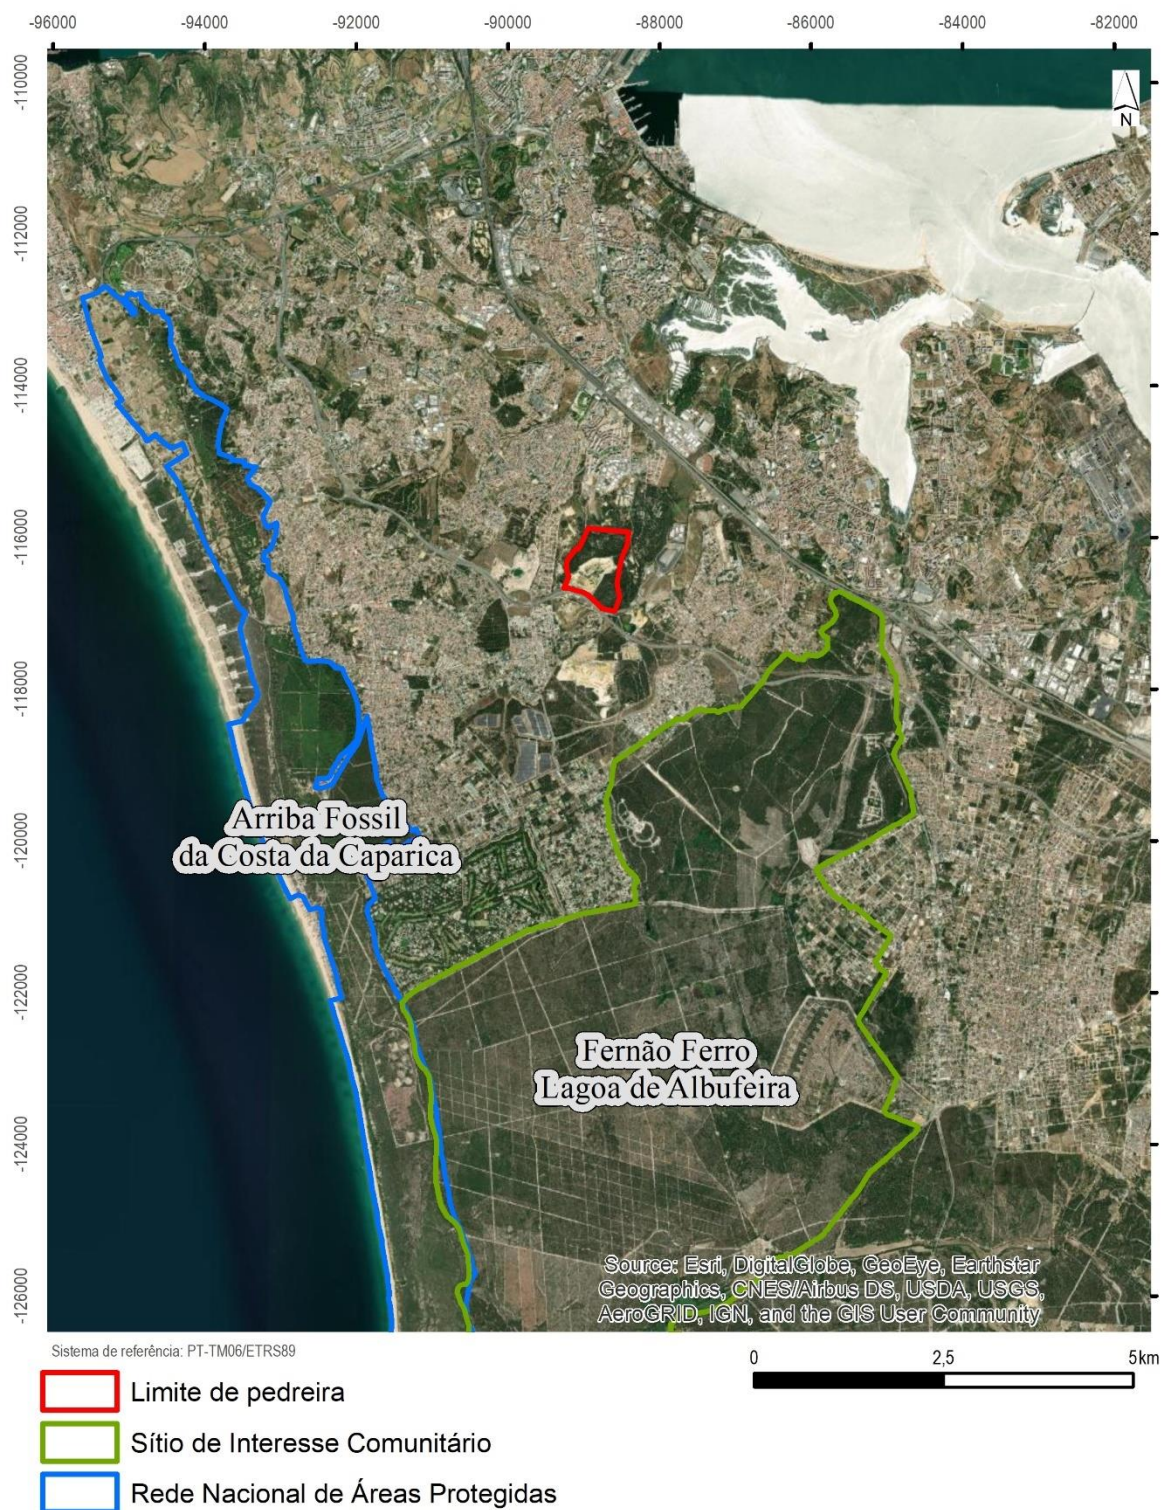 -96000 -94000 -92000 -90000 -88000 -86000 -84000 -82000
-110000
-112000
-114000
-116000
-118000
-120000
-122000
-124000
-126000
N
Arriba Fossil
da Costa da Caparica
Fernão Ferro
Lagoa de Albufeira
Source: Esri, DigitalGlobe, GeoEye, Earthstar
Geographics, CNES/Airbus DS, USDA, USGS,
AeroGRID, IGN, and the GIS User Community
Sistema de referência: PT-TM06/ETRS89
0 2,5 5km
Limite de pedreira
Sítio de Interesse Comunitário
Rede Nacional de Áreas Protegidas